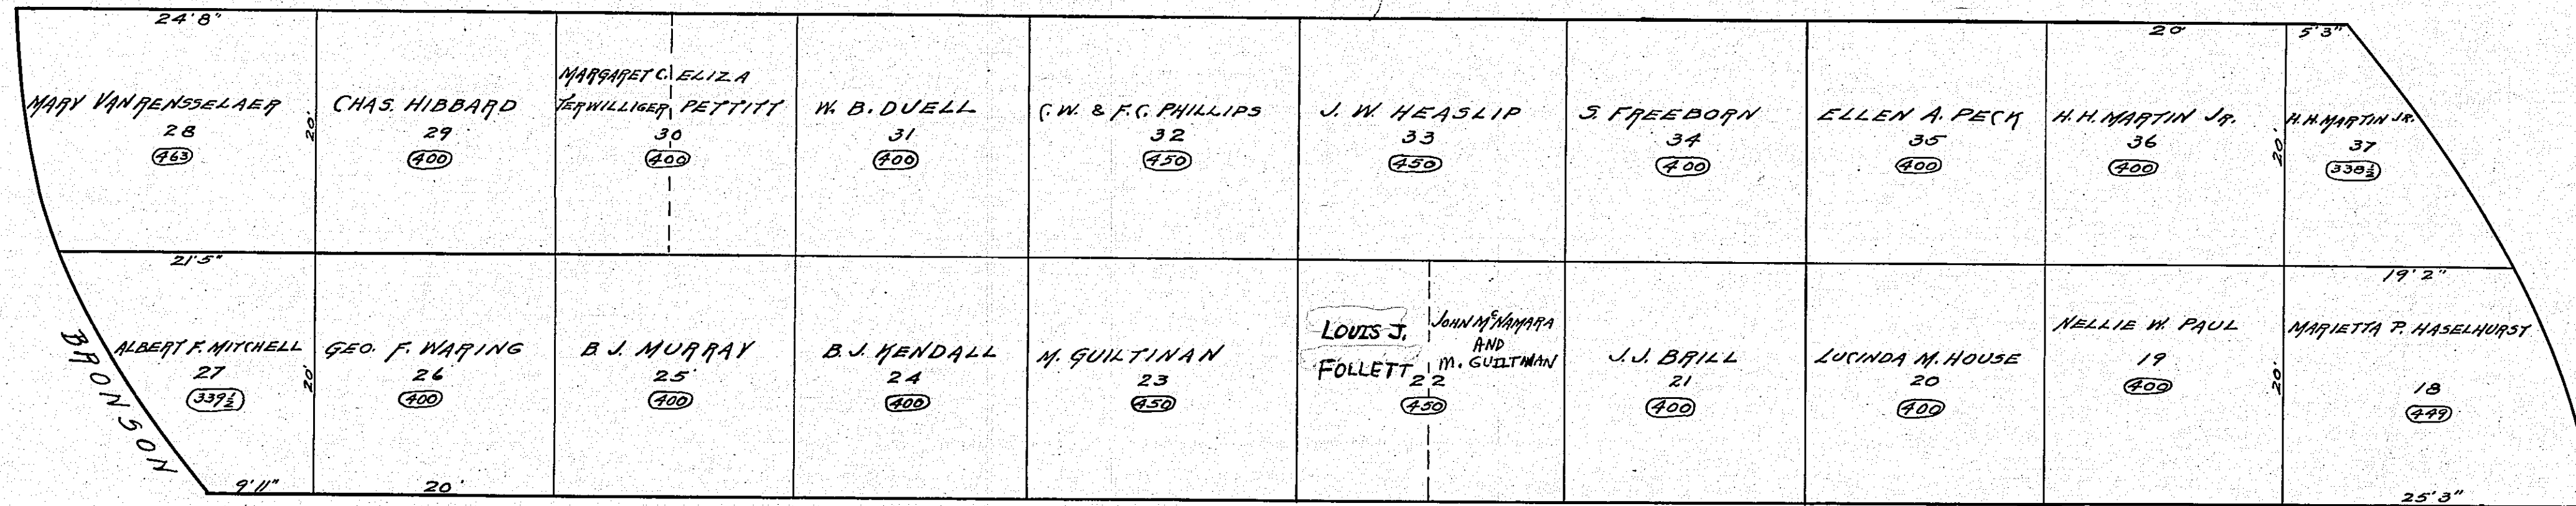 24'8"
20'
5'3"
MARY VAN RENSSELAER
28
463
20'
CHAS. HIBBARD
29
400
MARGARET C. TERWILLIGER
ELIZA PETTITT
30
400
W. B. DUELL
31
400
C. W. & F. C. PHILLIPS
32
450
J. W. HEASLIP
33
450
S. FREEBORN
34
400
ELLEN A. PECK
35
400
H. H. MARTIN JR.
36
400
20'
H. H. MARTIN JR.
37
338½
21'5"
19'2"
BRONSON
ALBERT F. MITCHELL
27
339½
20'
GEO. F. WARING
26
400
B. J. MURRAY
25
400
B. J. KENDALL
24
400
M. GUILTINAN
23
450
LOUIS J.
FOLLETT
JOHN McNAMARA
AND
M. GUILTINAN
22
450
J. J. BRILL
21
400
LUCINDA M. HOUSE
20
400
NELLIE W. PAUL
19
400
20'
MARIETTA P. HASELHURST
18
449
9'11"
20'
25'3"